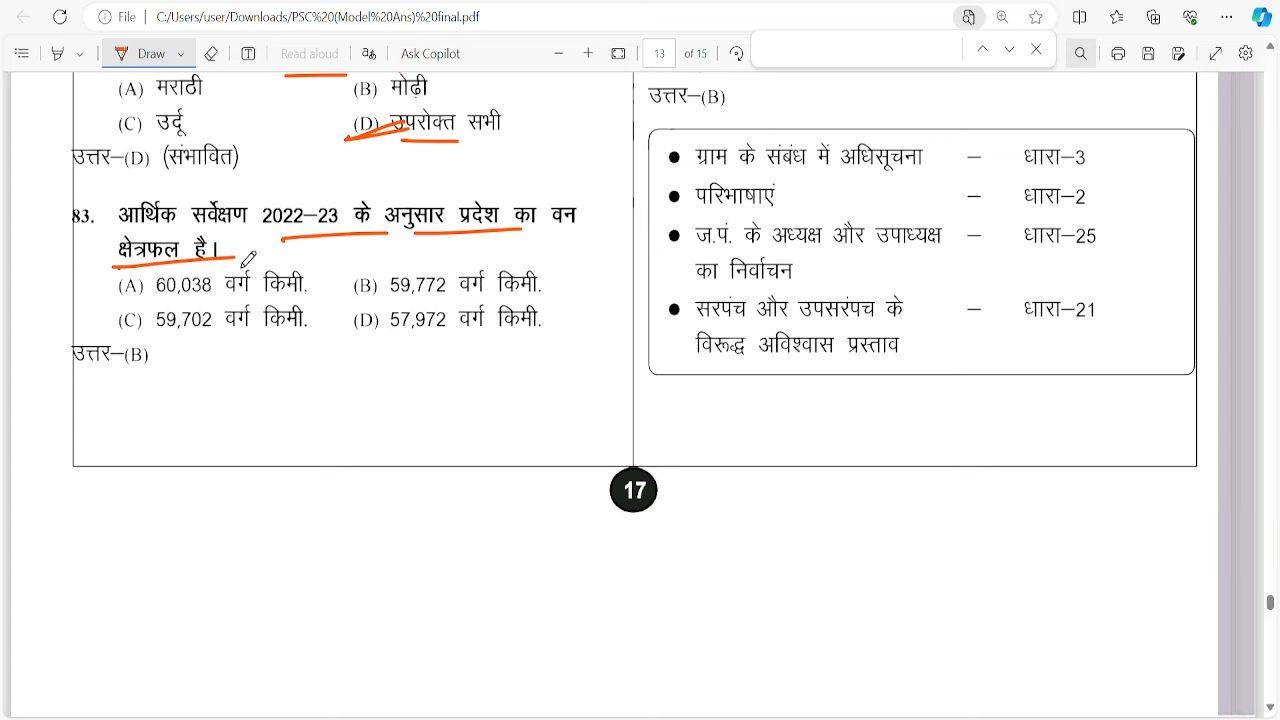 File
C:/Users/user/Downloads/PSC%20(Model%20Ans)%20final.pdf
Draw
Read aloud
Ask Copilot
13 of 15
(A) मराठी (B) मोढ़ी
(C) उर्दू (D) उपरोक्त सभी
उत्तर–(D) (संभावित)
83. आर्थिक सर्वेक्षण 2022–23 के अनुसार प्रदेश का वन
क्षेत्रफल है।
(A) 60,038 वर्ग किमी. (B) 59,772 वर्ग किमी.
(C) 59,702 वर्ग किमी. (D) 57,972 वर्ग किमी.
उत्तर–(B)
उत्तर–(B)
● ग्राम के संबंध में अधिसूचना – धारा–3
● परिभाषाएं – धारा–2
● ज.पं. के अध्यक्ष और उपाध्यक्ष – धारा–25
का निर्वाचन
● सरपंच और उपसरंपच के – धारा–21
विरूद्ध अविश्वास प्रस्ताव
17